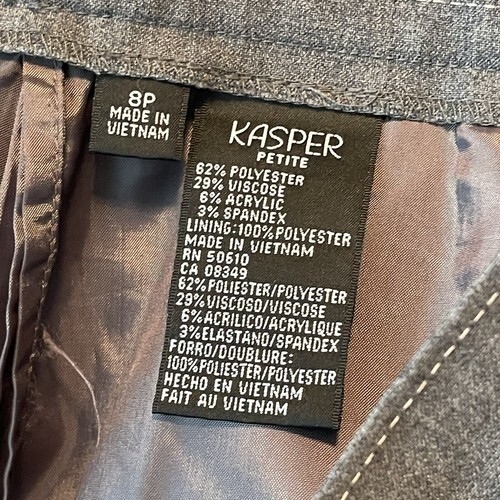 8P
MADE IN
VIETNAM
KASPER
PETITE
62% POLYESTER
29% VISCOSE
6% ACRYLIC
3% SPANDEX
LINING:100%POLYESTER
MADE IN VIETNAM
RN 50610
CA 08349
62%POLIESTER/POLYESTER
29%VISCOSO/VISCOSE
6%ACRILICO/ACRYLIQUE
3%ELASTANO/SPANDEX
FORRO/DOUBLURE:
100%POLIESTER/POLYESTER
HECHO EN VIETNAM
FAIT AU VIETNAM